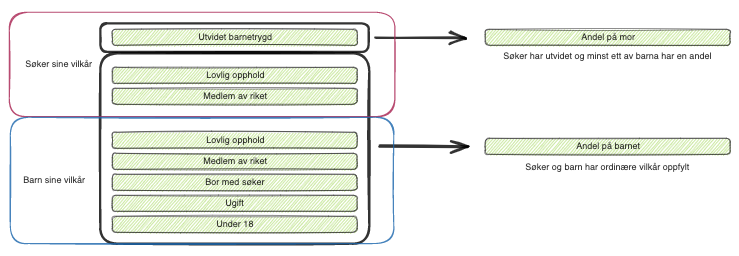 Utvidet barnetrygd
Andel på mor
Søker har utvidet og minst ett av barna har en andel
Søker sine vilkår
Lovlig opphold
Medlem av riket
Lovlig opphold
Medlem av riket
Andel på barnet
Søker og barn har ordinære vilkår oppfylt
Barn sine vilkår
Bor med søker
Ugift
Under 18